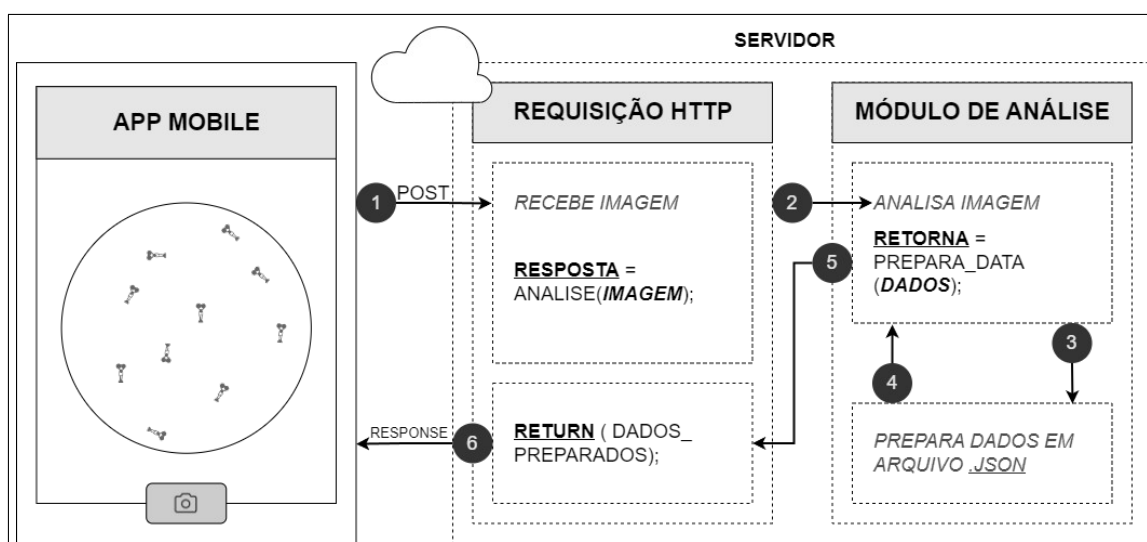 SERVIDOR
APP MOBILE
REQUISIÇÃO HTTP
MÓDULO DE ANÁLISE
1
POST
RECEBE IMAGEM
RESPOSTA =
ANALISE(IMAGEM);
2
ANALISA IMAGEM
RETORNA =
PREPARA_DATA
(DADOS);
5
3
4
RESPONSE
6
RETURN ( DADOS_
PREPARADOS);
PREPARA DADOS EM
ARQUIVO .JSON